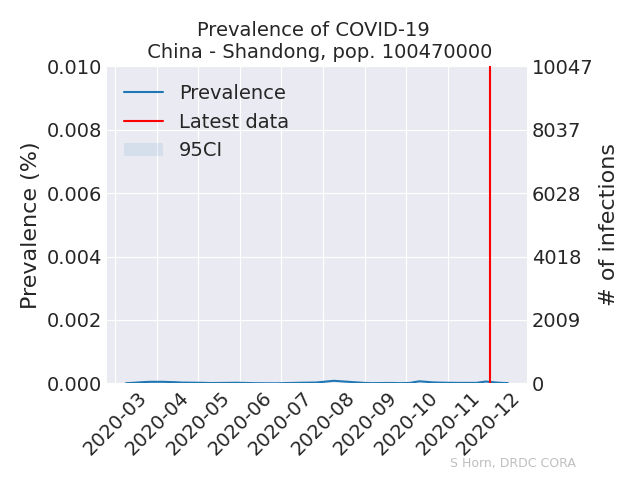 Prevalence of COVID-19
China - Shandong, pop. 100470000
Prevalence
Latest data
95CI
Prevalence (%)
0.010
0.008
0.006
0.004
0.002
0.000
10047
8037
6028
4018
2009
0
# of infections
2020-03
2020-04
2020-05
2020-06
2020-07
2020-08
2020-09
2020-10
2020-11
2020-12
S Horn, DRDC CORA